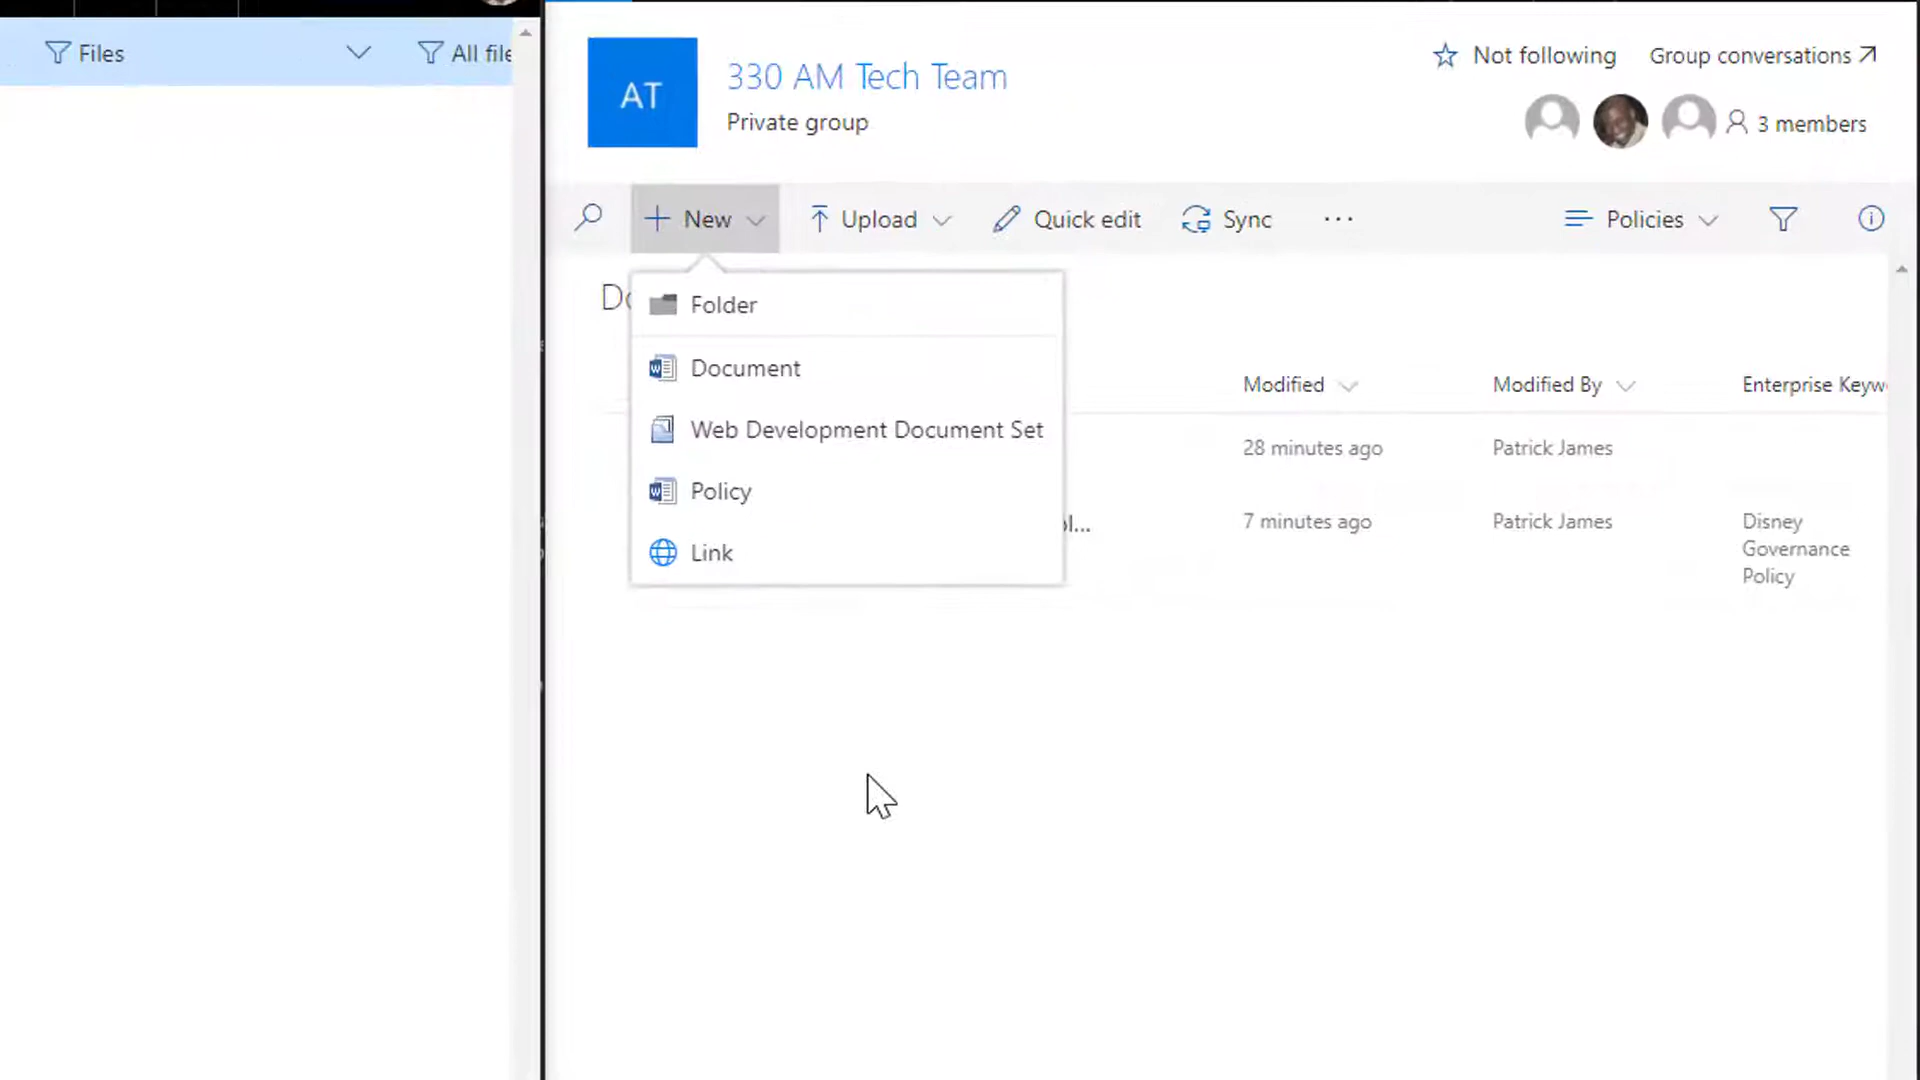 Files
All file
AT
330 AM Tech Team
Private group
Not following
Group conversations
3 members
New
Upload
Quick edit
Sync
...
Policies
Folder
Document
Web Development Document Set
Policy
Link
Modified
Modified By
Enterprise Keyw
28 minutes ago
Patrick James
7 minutes ago
Patrick James
Disney
Governance
Policy